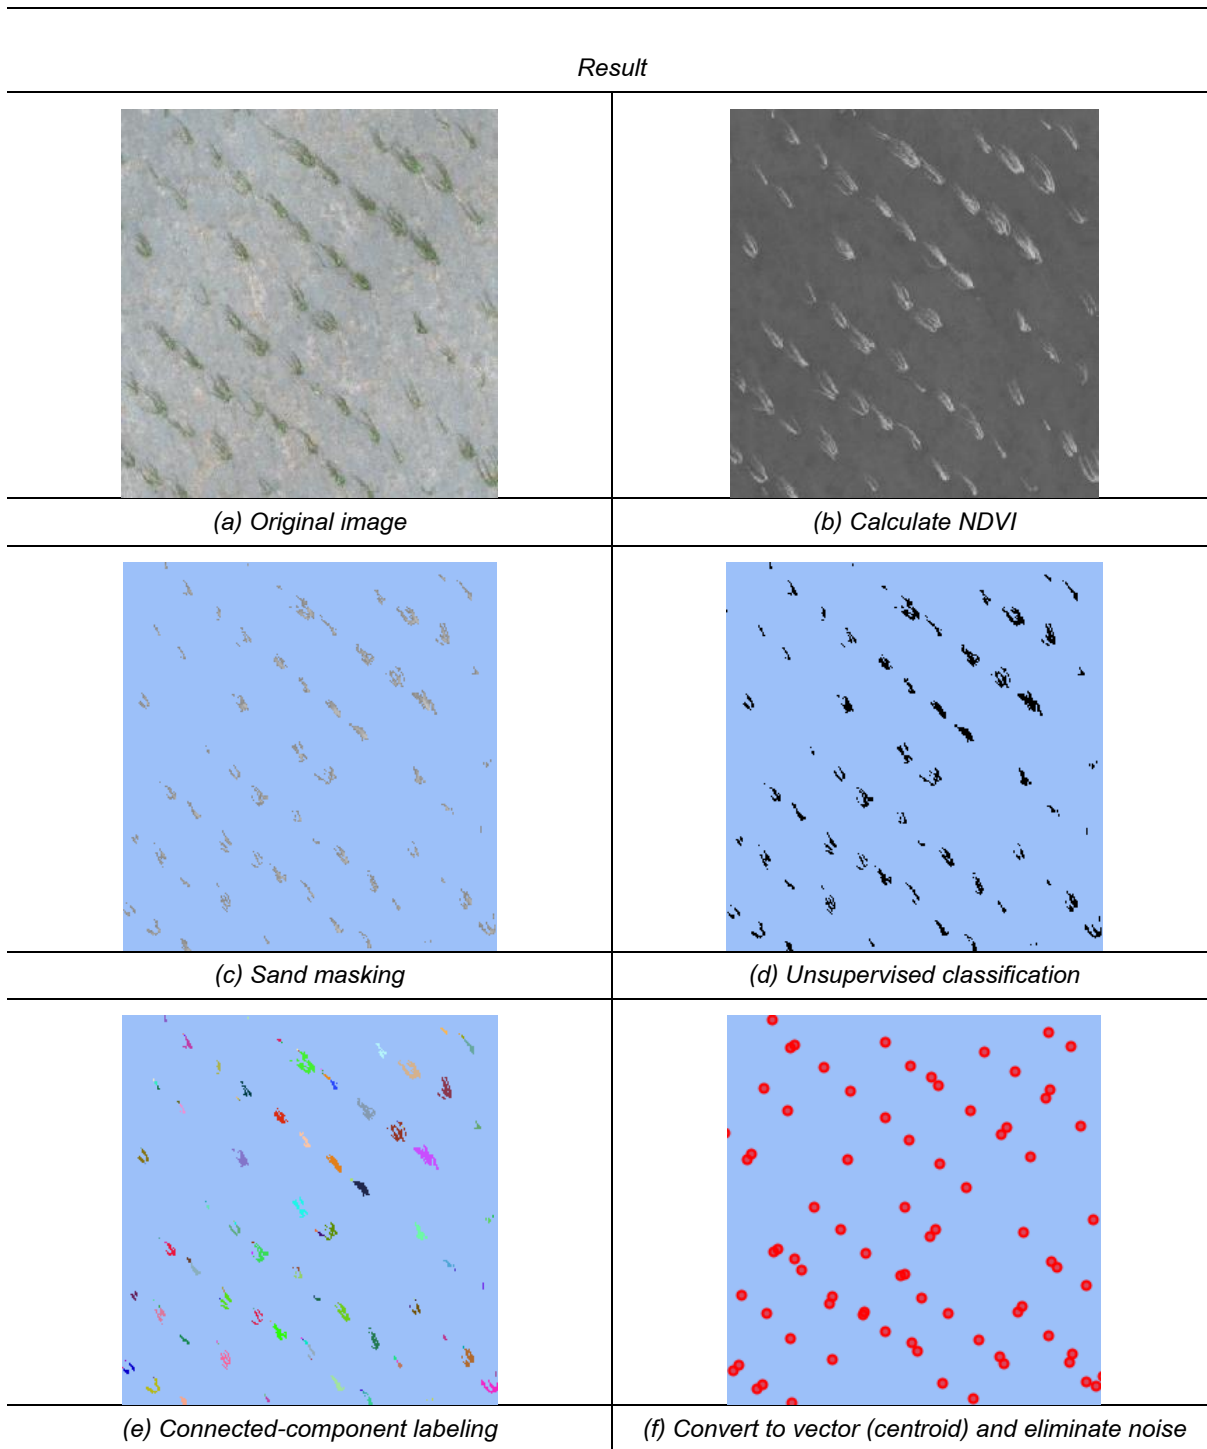 Result
(a) Original image
(b) Calculate NDVI
(c) Sand masking
(d) Unsupervised classification
(e) Connected-component labeling
(f) Convert to vector (centroid) and eliminate noise